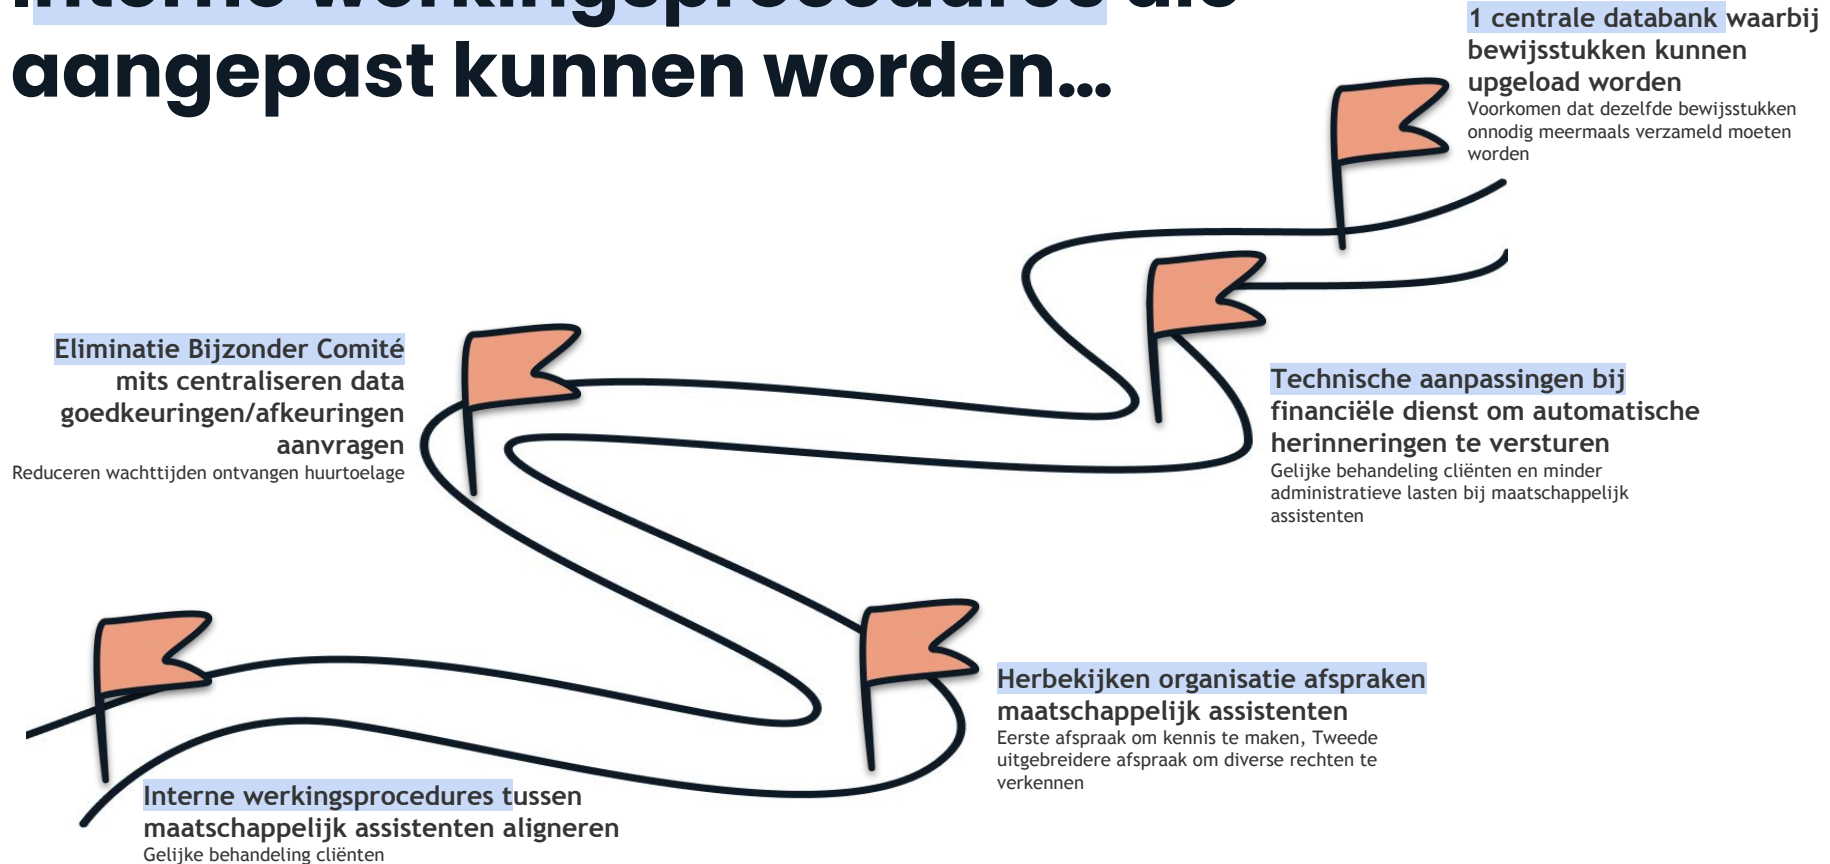 Interne werkingsprocedures die
aangepast kunnen worden...
1 centrale databank waarbij
bewijsstukken kunnen
upgeload worden
Voorkomen dat dezelfde bewijsstukken
onnodig meermaals verzameld moeten
worden
Eliminatie Bijzonder Comité
mits centraliseren data
goedkeuringen/afkeuringen
aanvragen
Reduceren wachttijden ontvangen huurtoelage
Technische aanpassingen bij
financiële dienst om automatische
herinneringen te versturen
Gelijke behandeling cliënten en minder
administratieve lasten bij maatschappelijk
assistenten
Herbekijken organisatie afspraken
maatschappelijk assistenten
Eerste afspraak om kennis te maken, Tweede
uitgebreidere afspraak om diverse rechten te
verkennen
Interne werkingsprocedures tussen
maatschappelijk assistenten aligneren
Gelijke behandeling cliënten